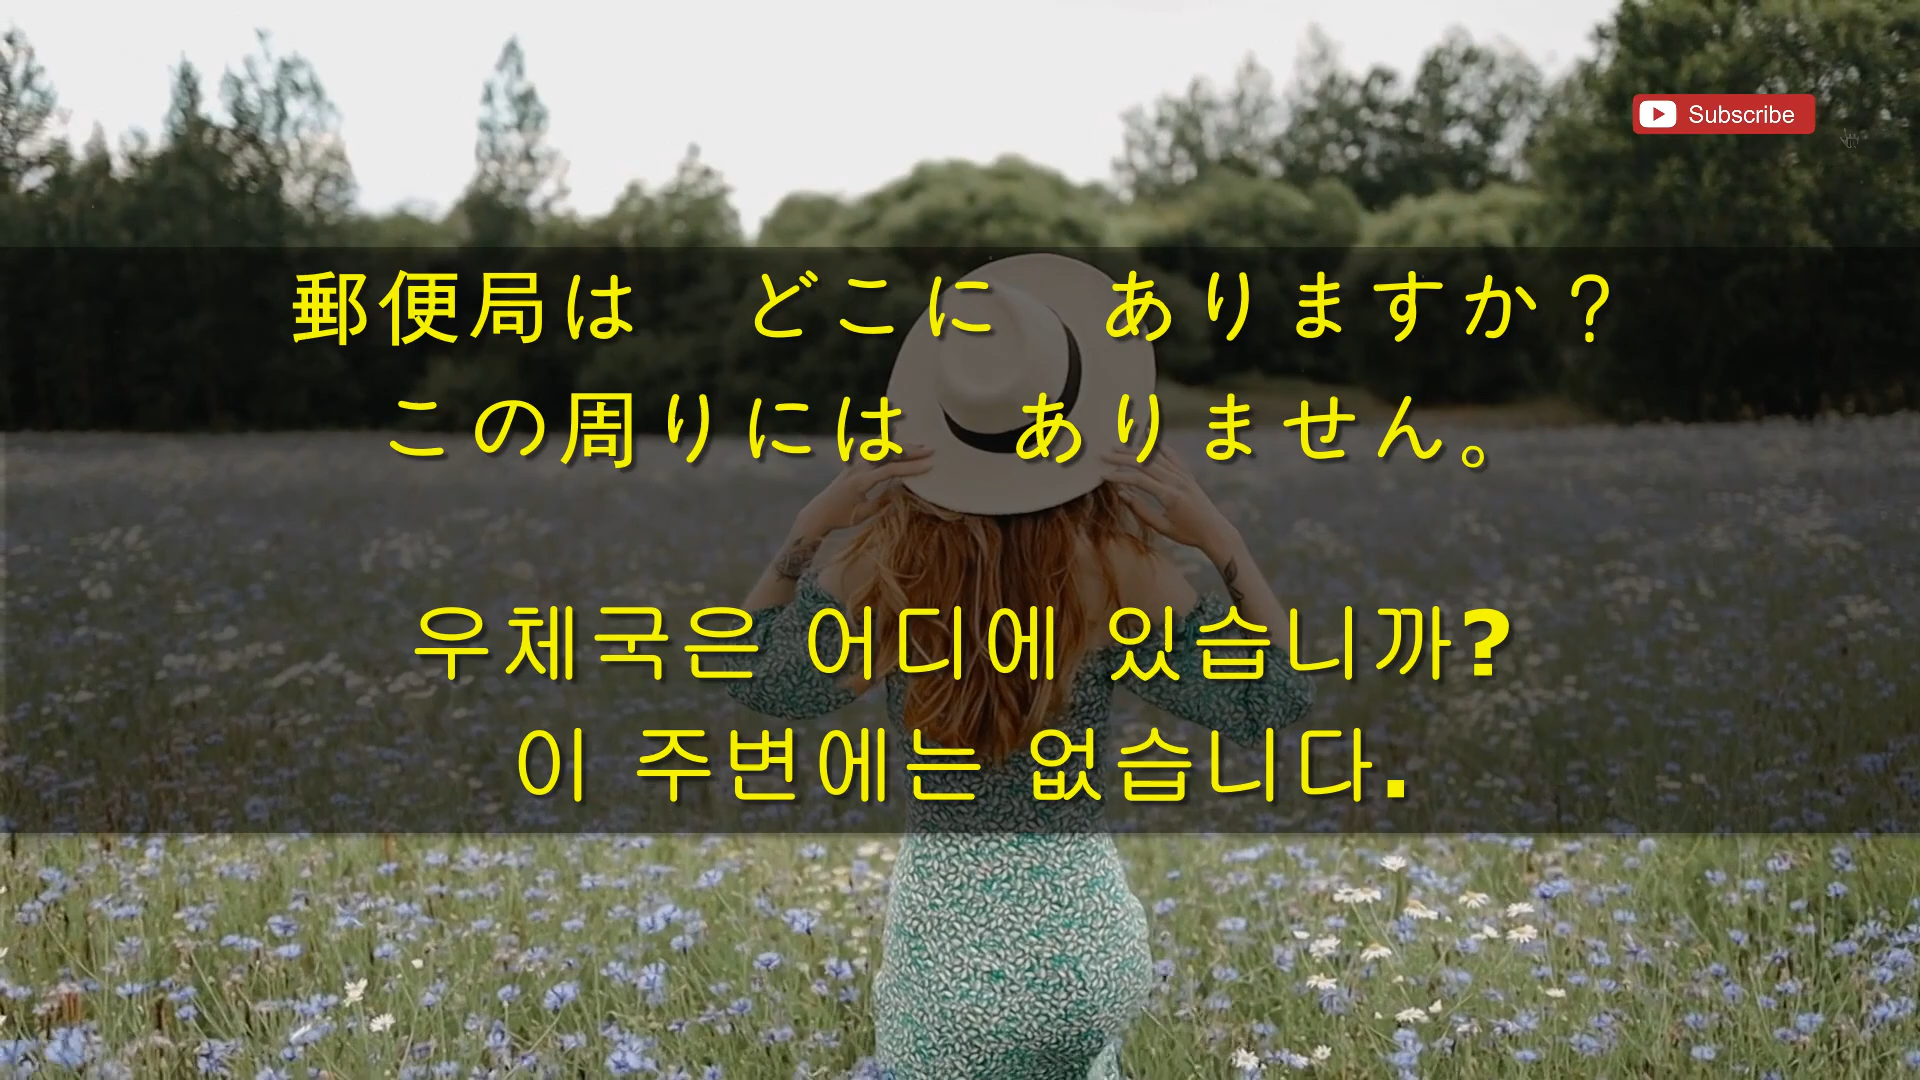 Subscribe
郵便局は　どこに　ありますか？
この周りには　ありません。
우체국은 어디에 있습니까?
이 주변에는 없습니다.